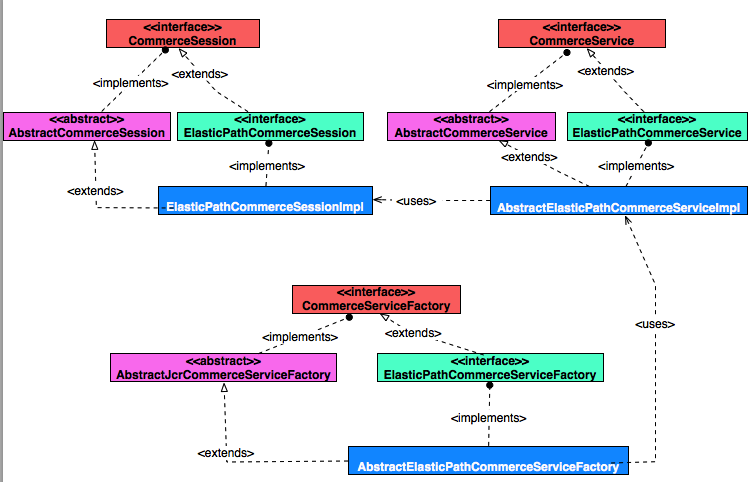 <<interface>>
CommerceSession
<<interface>>
CommerceService
<implements>
<extends>
<implements>
<extends>
<<abstract>>
AbstractCommerceSession
<<interface>
ElasticPathCommerceSession
<<abstract>>
AbstractCommerceService
<<interface>>
ElasticPathCommerceService
<extends>
<implements>
<extends>
<implements>
ElasticPathCommerceSessionImpl
<uses>
AbstractElasticPathCommerceServiceImpl
<<interface>>
CommerceServiceFactory
<implements>
<extends>
<uses>
<<abstract>>
AbstractJcrCommerceServiceFactory
<<interface>>
ElasticPathCommerceServiceFactory
<implements>
<extends>
AbstractElasticPathCommerceServiceFactory